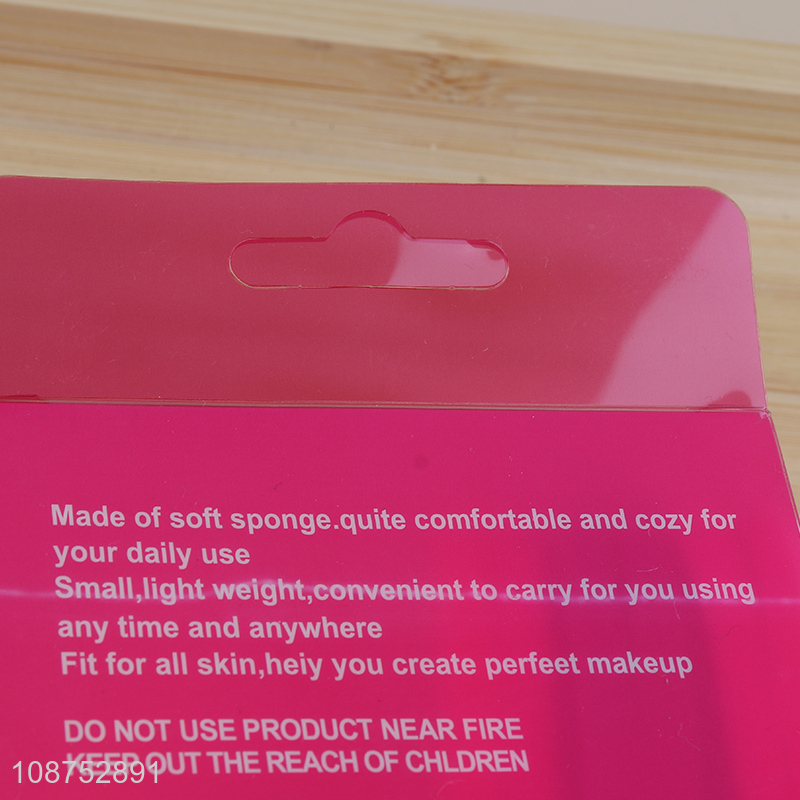 Made of soft sponge.quite comfortable and cozy for
your daily use
Small,light weight,convenient to carry for you using
any time and anywhere
Fit for all skin,heiy you create perfeet makeup
DO NOT USE PRODUCT NEAR FIRE
KEEP OUT THE REACH OF CHLDREN
108752891